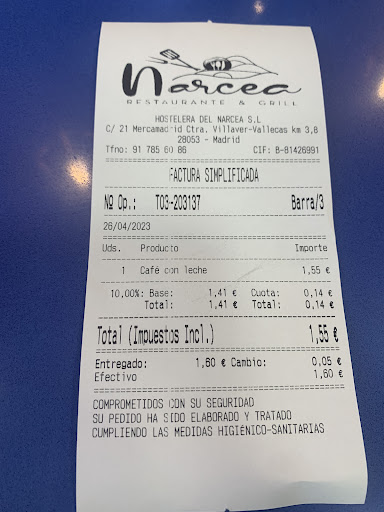 Narcea
RESTAURANTE & GRILL
HOSTELERA DEL NARCEA S.L
C/ 21 Mercamadrid Ctra. Villaver-Vallecas km 3,8
28053 - Madrid
Tfno: 91 785 60 86 CIF: B-81426991
FACTURA SIMPLIFICADA
Nº Op.: T03-203137 Barra/3
26/04/2023
Uds. Producto Importe
1 Café con leche 1,55 €
10,00%: Base: 1,41 € Cuota: 0,14 €
Total: 1,41 € Total: 0,14 €
Total (Impuestos Incl.) 1,55 €
Entregado: 1,60 € Cambio: 0,05 €
Efectivo 1,60 €
COMPROMETIDOS CON SU SEGURIDAD
SU PEDIDO HA SIDO ELABORADO Y TRATADO
CUMPLIENDO LAS MEDIDAS HIGIÉNICO-SANITARIAS